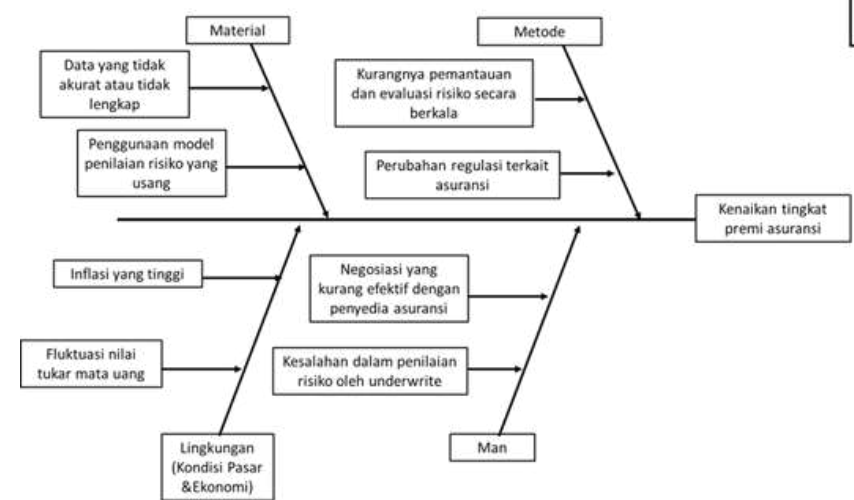 Material
Metode
Data yang tidak
akurat atau tidak
lengkap
Kurangnya pemantauan
dan evaluasi risiko secara
berkala
Penggunaan model
penilaian risiko yang
usang
Perubahan regulasi terkait
asuransi
Kenaikan tingkat
premi asuransi
Inflasi yang tinggi
Negosiasi yang
kurang efektif dengan
penyedia asuransi
Fluktuasi nilai
tukar mata uang
Kesalahan dalam penilaian
risiko oleh underwrite
Lingkungan
(Kondisi Pasar
&Ekonomi)
Man